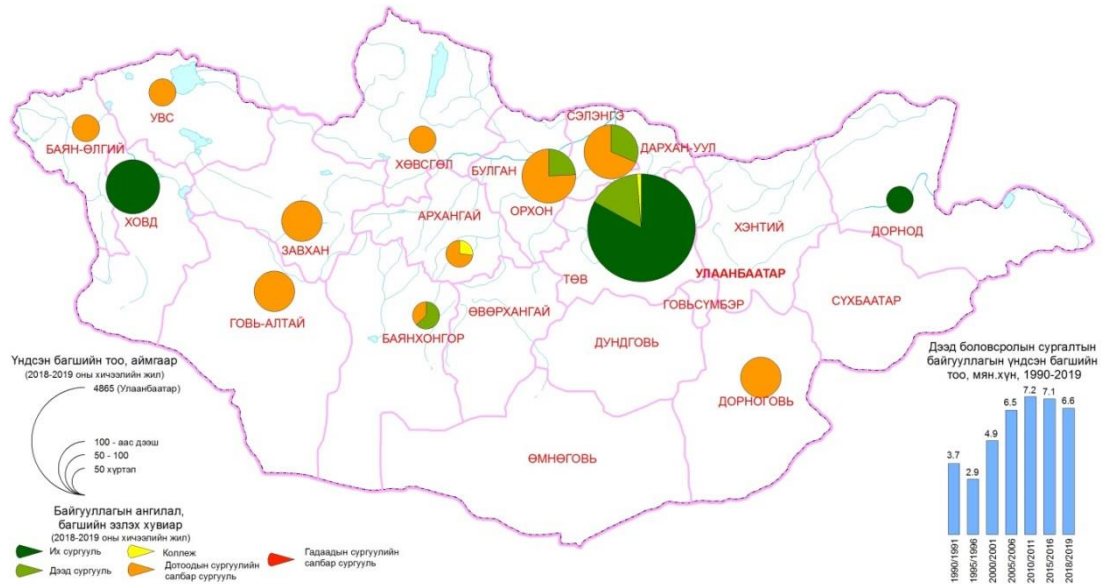 УВС
БАЯН-ӨЛГИЙ
ХОВД
ХӨВСГӨЛ
СЭЛЭНГЭ
ДАРХАН-УУЛ
БУЛГАН
ОРХОН
АРХАНГАЙ
ЗАВХАН
ХЭНТИЙ
ДОРНОД
УЛААНБААТАР
ТӨВ
ГОВЬСҮМБЭР
СҮХБААТАР
ГОВЬ-АЛТАЙ
БАЯНХОНГОР
ӨВӨРХАНГАЙ
ДУНДГОВЬ
ДОРНОГОВЬ
ӨМНӨГОВЬ
Үндсэн багшийн тоо, аймгаар
(2018-2019 оны хичээлийн жил)
4865 (Улаанбаатар)
100 - аас дээш
50 - 100
50 хүртэл
Байгууллагын ангилал,
багшийн эзлэх хувиар
(2018-2019 оны хичээлийн жил)
Их сургууль
Дээд сургууль
Коллеж
Дотоодын сургуулийн
салбар сургууль
Гадаадын сургуулийн
салбар сургууль
Дээд боловсролын сургалтын
байгууллагын үндсэн багшийн
тоо, мян.хүн, 1990-2019
3.7
2.9
4.9
6.5
7.2
7.1
6.6
1990/1991
1995/1996
2000/2001
2005/2006
2010/2011
2015/2016
2018/2019